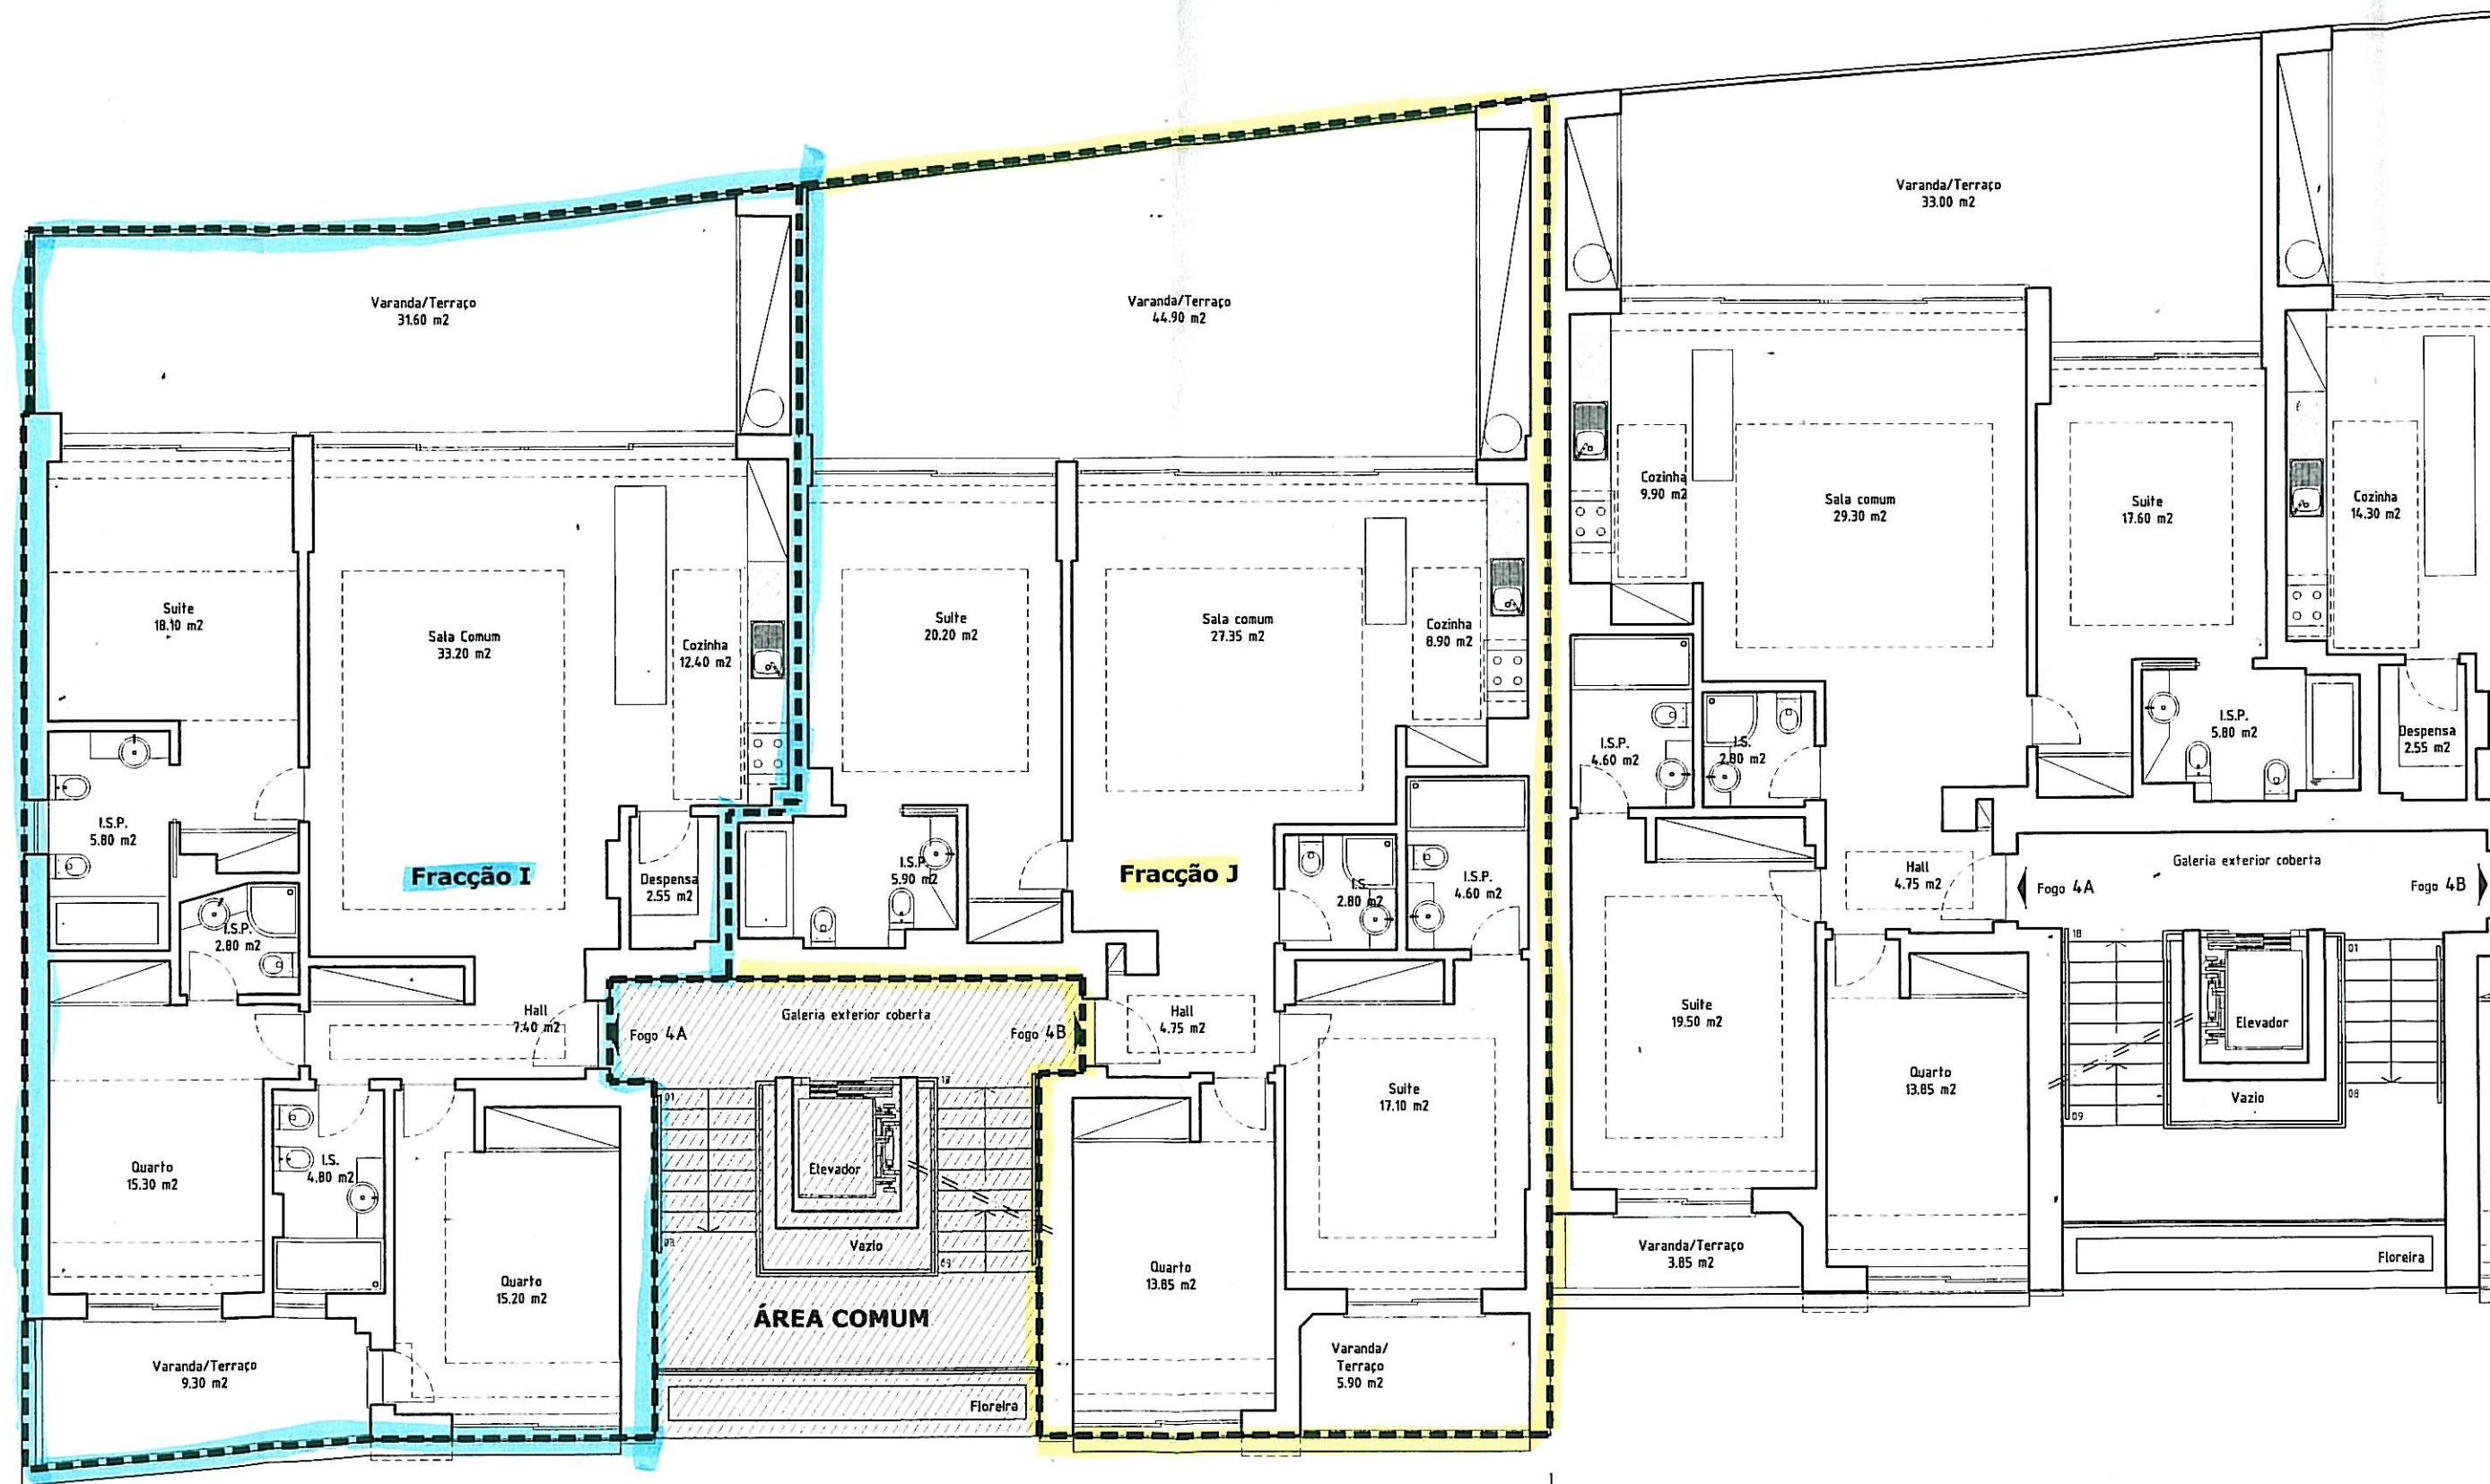 Varanda/Terraço
31.60 m2
Suite
18.10 m2
Sala Comum
33.20 m2
Cozinha
12.40 m2
I.S.P.
5.80 m2
Fracção I
Despensa
2.55 m2
I.S.P.
2.80 m2
Hall
7.40 m2
Quarto
15.30 m2
I.S.
4.80 m2
Quarto
15.20 m2
Varanda/Terraço
9.30 m2
Galeria exterior coberta
Fogo 4A
Fogo 4B
01
Elevador
Vazio
09
ÁREA COMUM
Floreira
Varanda/Terraço
44.90 m2
Suite
20.20 m2
Sala comum
27.35 m2
Cozinha
8.90 m2
I.S.P.
5.90 m2
Fracção J
I.S.
2.80 m2
I.S.P.
4.60 m2
Hall
4.75 m2
Suite
17.10 m2
Quarto
13.85 m2
Varanda/
Terraço
5.90 m2
Varanda/Terraço
33.00 m2
Cozinha
9.90 m2
Sala comum
29.30 m2
Suite
17.60 m2
Cozinha
14.30 m2
I.S.P.
4.60 m2
I.S.
2.80 m2
I.S.P.
5.80 m2
Despensa
2.55 m2
Hall
4.75 m2
Galeria exterior coberta
Fogo 4A
Fogo 4B
18
01
Suite
19.50 m2
Elevador
Quarto
13.85 m2
Vazio
08
09
Varanda/Terraço
3.85 m2
Floreira